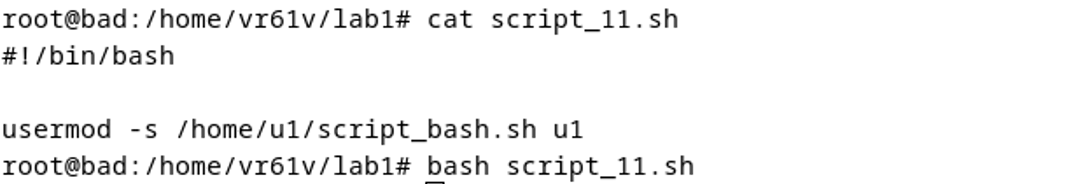 root@bad:/home/vr61v/lab1# cat script_11.sh
#!/bin/bash
usermod -s /home/u1/script_bash.sh u1
root@bad:/home/vr61v/lab1# bash script_11.sh